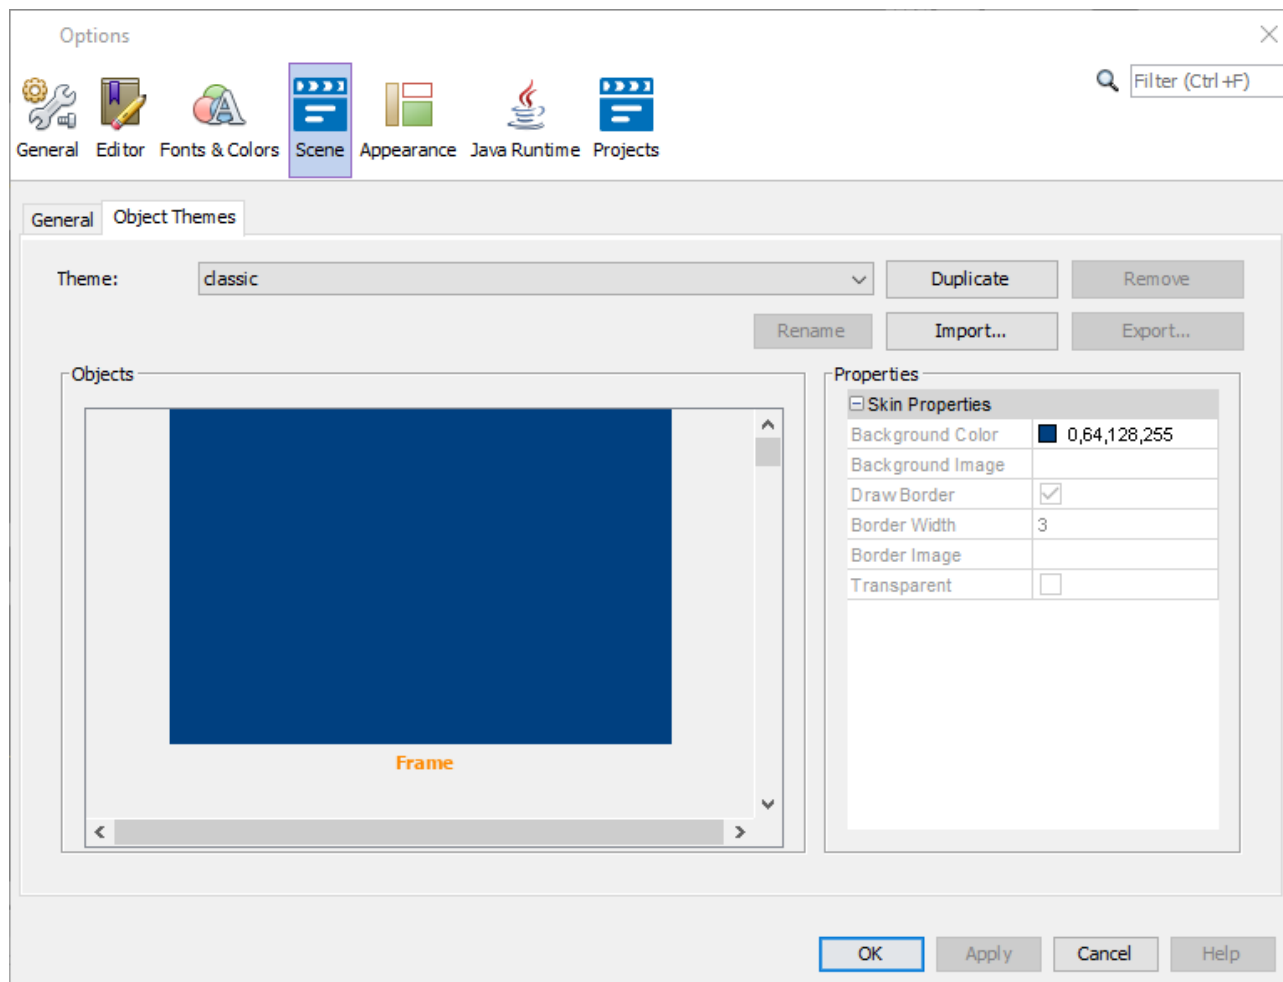 Options
Filter (Ctrl+F)
General Editor Fonts & Colors Scene Appearance Java Runtime Projects
General Object Themes
Theme: classic Duplicate Remove
Rename Import... Export...
Objects
Frame
Properties
Skin Properties
Background Color 0,64,128,255
Background Image
Draw Border
Border Width 3
Border Image
Transparent
OK Apply Cancel Help